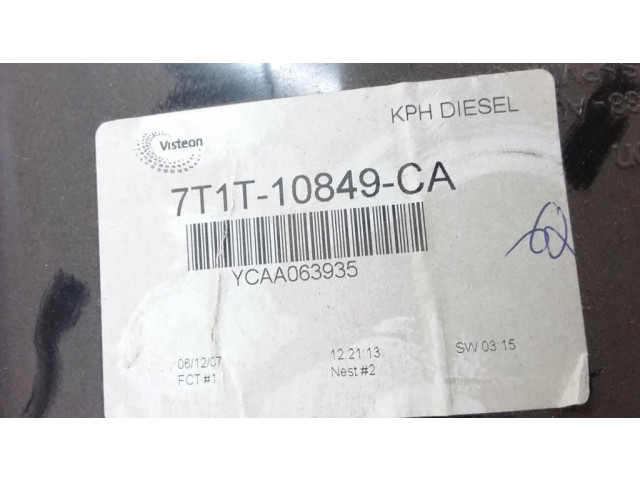 Visteon
KPH DIESEL
7T1T-10849-CA
YCAA063935
06/12/07
12:21:13
SW 03.15
FCT #1
Nest #2